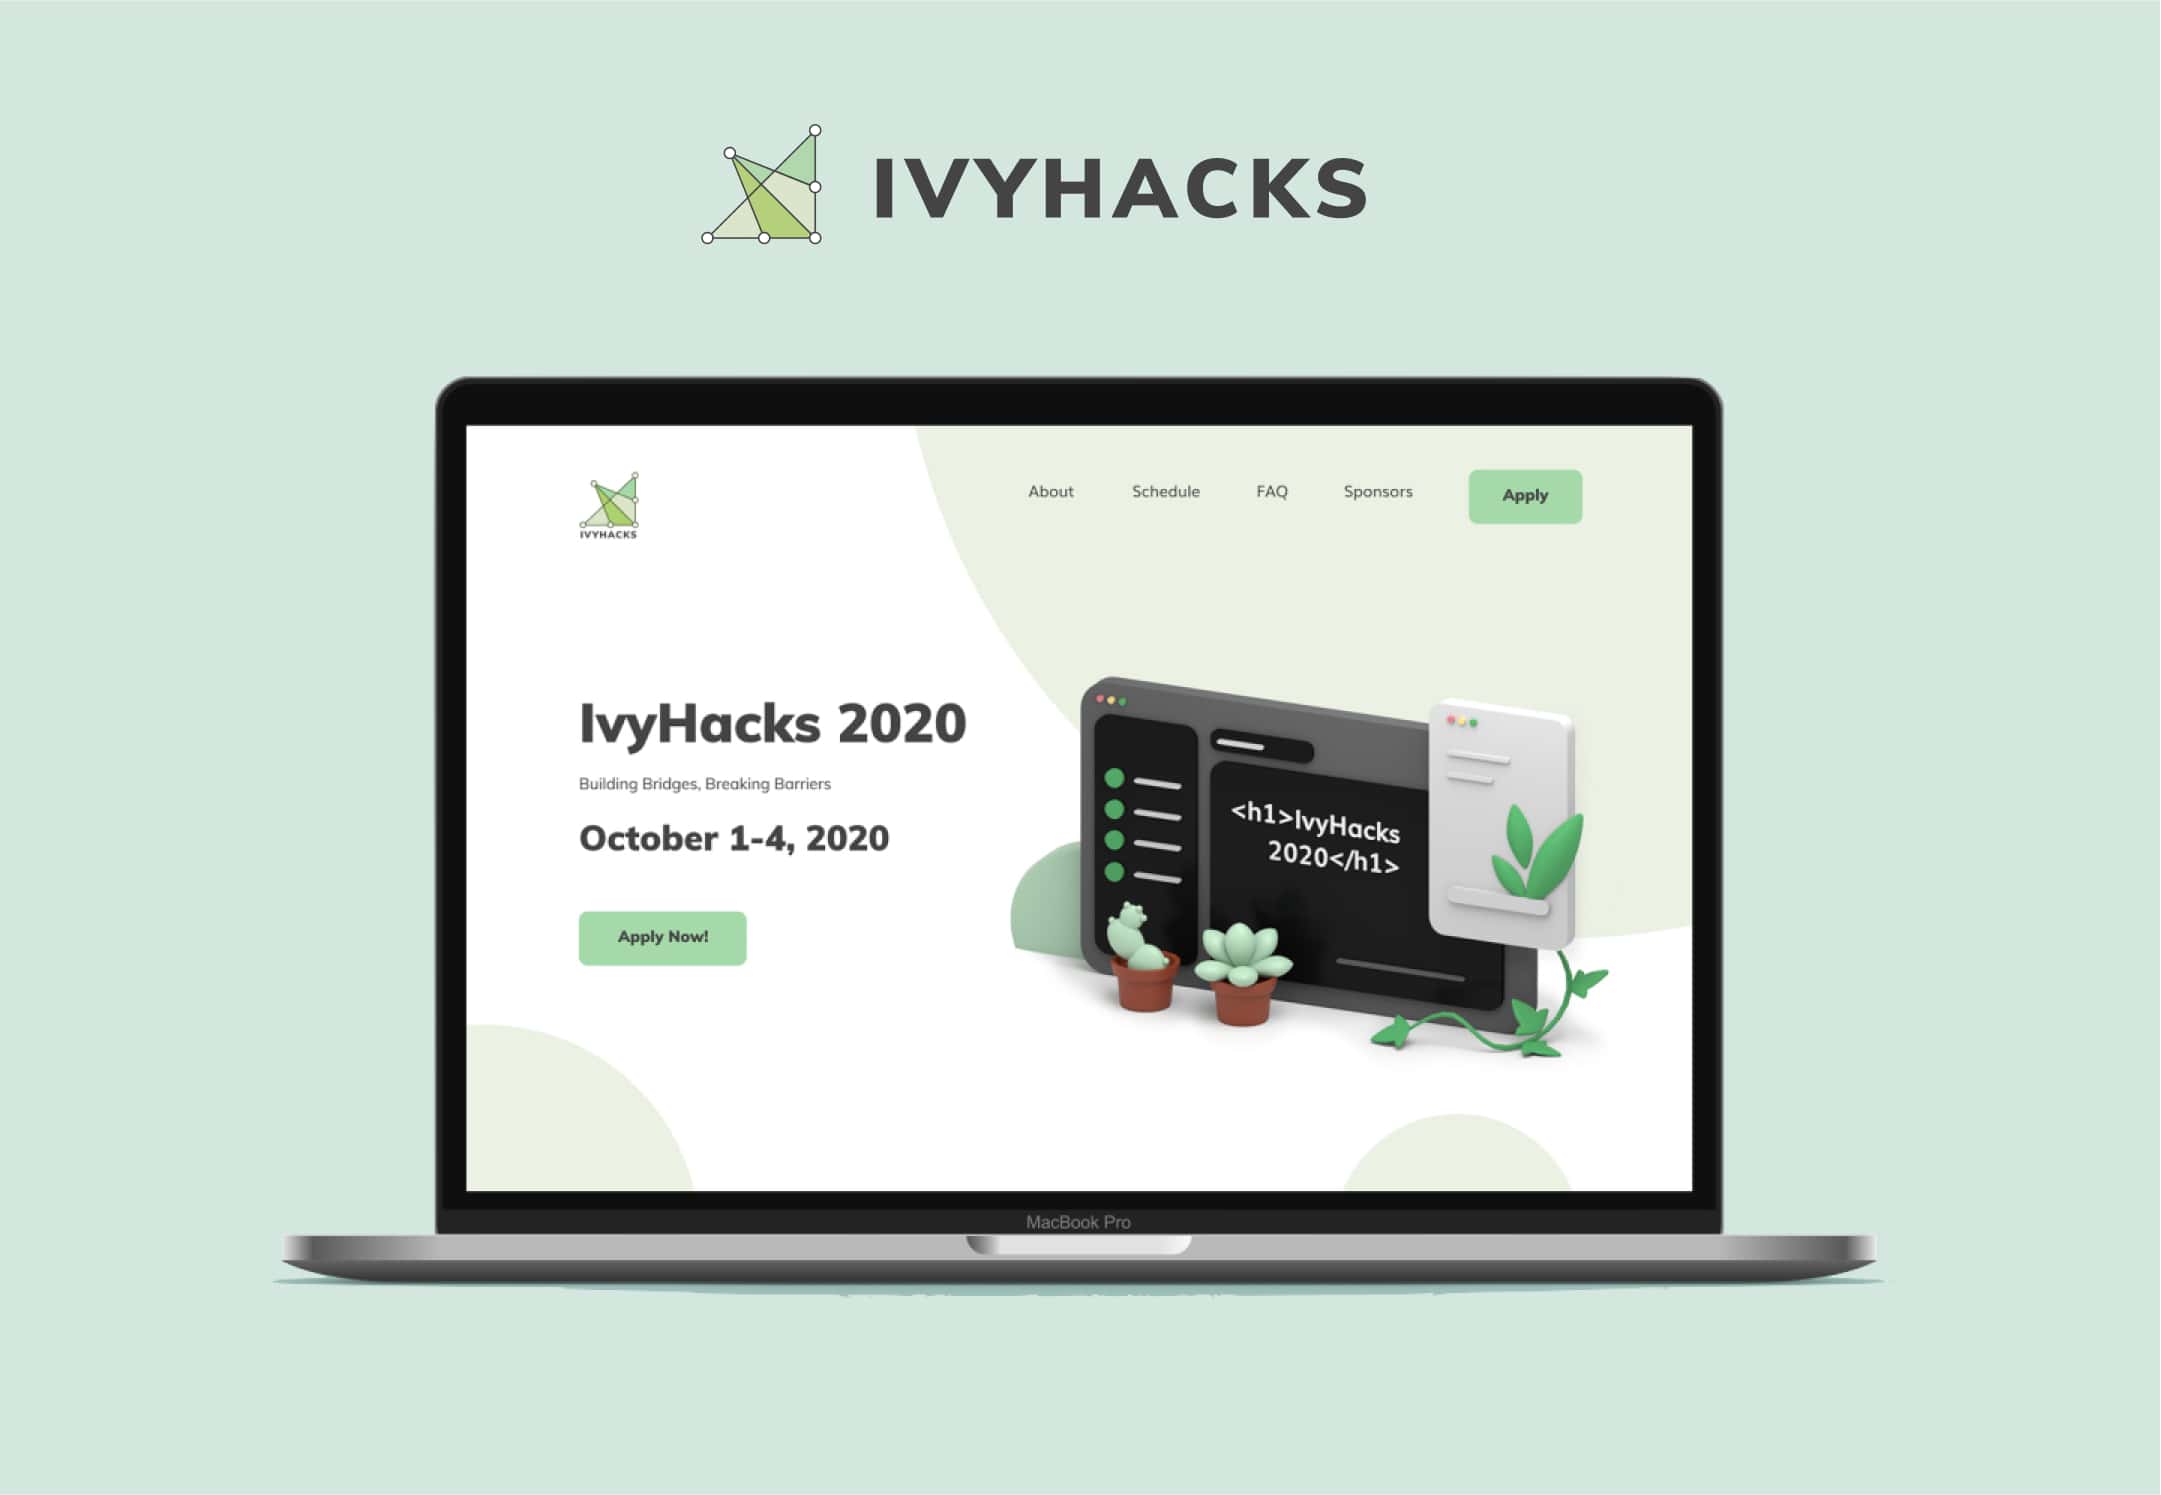 IVYHACKS
IVYHACKS
About
Schedule
FAQ
Sponsors
Apply
IvyHacks 2020
Building Bridges, Breaking Barriers
October 1-4, 2020
Apply Now!
<h1>IvyHacks
2020</h1>
MacBook Pro